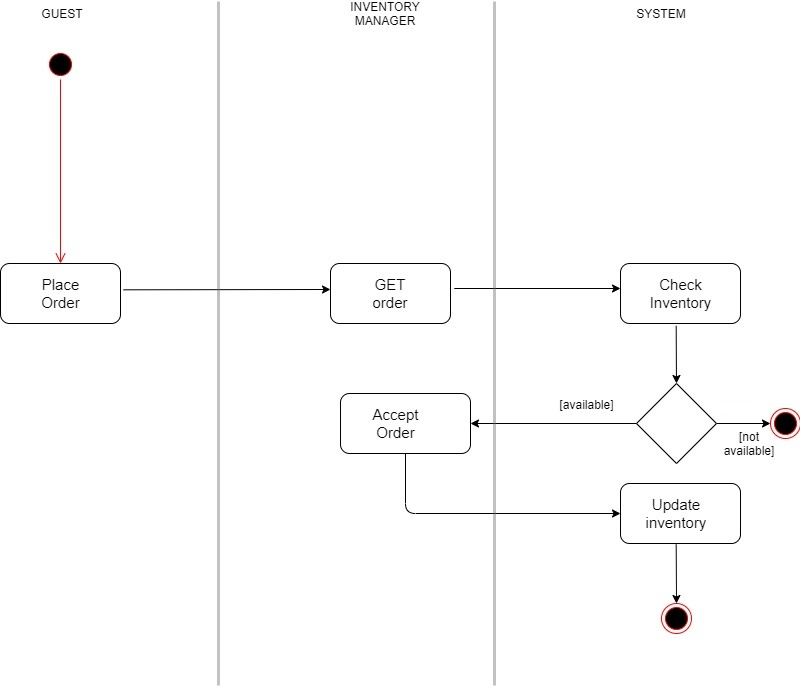 GUEST
INVENTORY
MANAGER
SYSTEM
Place
Order
GET
order
Check
Inventory
Accept
Order
[available]
[not
available]
Update
inventory